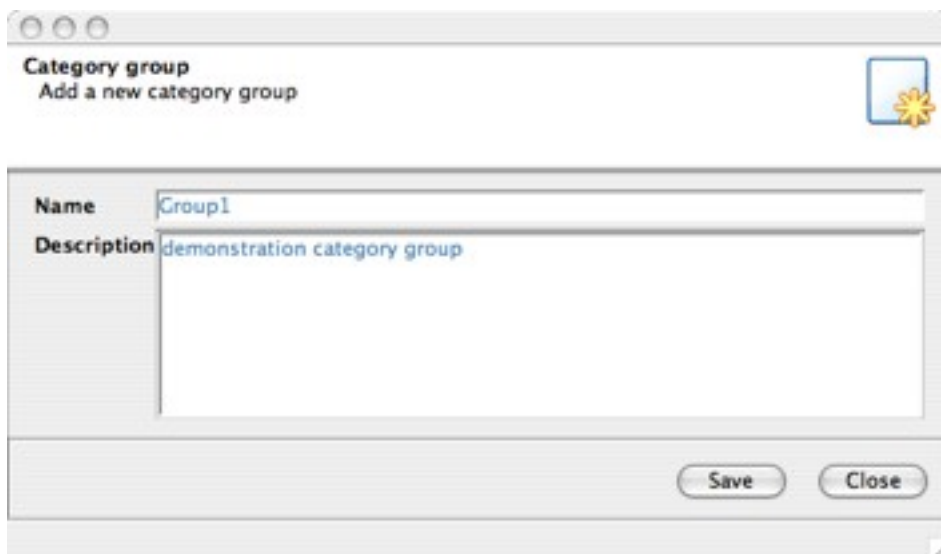 Category group
Add a new category group
Name Group1
Description demonstration category group
Save Close